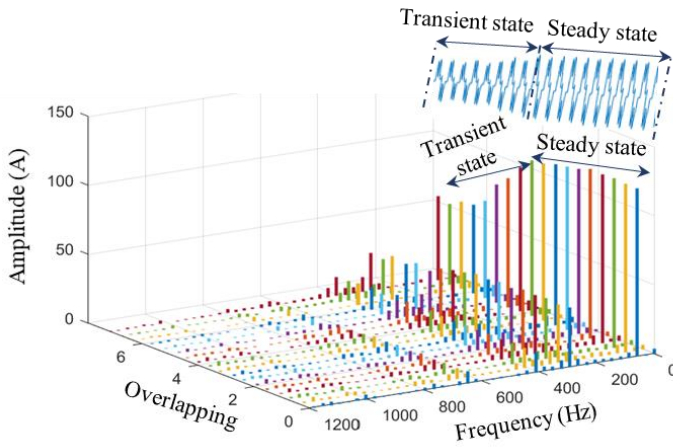 Transient state
Steady state
Transient
state
Steady state
150
100
50
0
Amplitude (A)
6
4
2
0
Overlapping
1200
1000
800
600
400
200
0
Frequency (Hz)